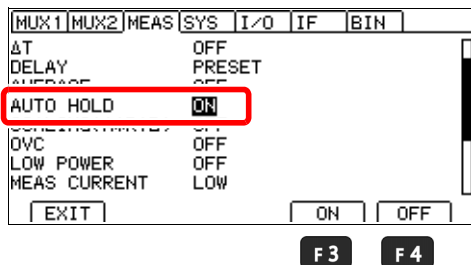 MUX1 MUX2 MEAS SYS I/O IF BIN
ΔT OFF
DELAY PRESET
AUTO HOLD ON
OVC OFF
LOW POWER OFF
MEAS CURRENT LOW
EXIT ON OFF
F3 F4